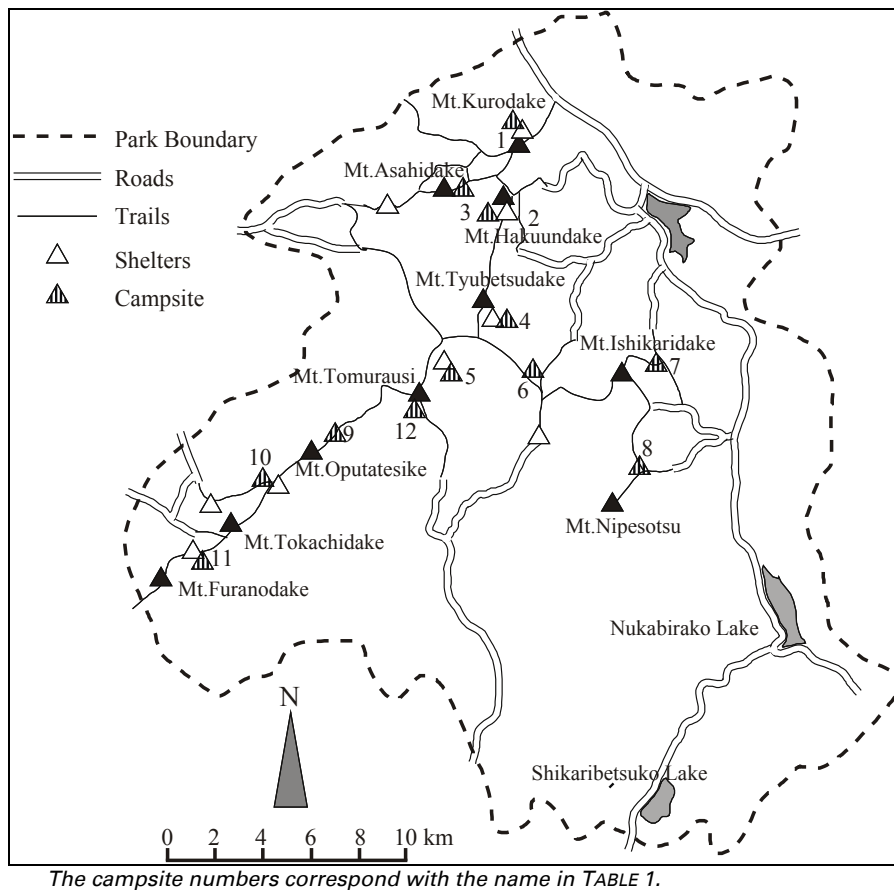 Mt.Kurodake
1
Park Boundary
Roads
Trails
Shelters
Campsite
Mt.Asahidake
3
2
Mt.Hakuundake
Mt.Tyubetsudake
4
Mt.Ishikaridake
7
Mt.Tomurausi
5
6
12
9
Mt.Oputatesike
10
8
Mt.Nipesotsu
Mt.Tokachidake
11
Mt.Furanodake
Nukabirako Lake
N
Shikaribetsuko Lake
0 2 4 6 8 10 km
The campsite numbers correspond with the name in TABLE 1.